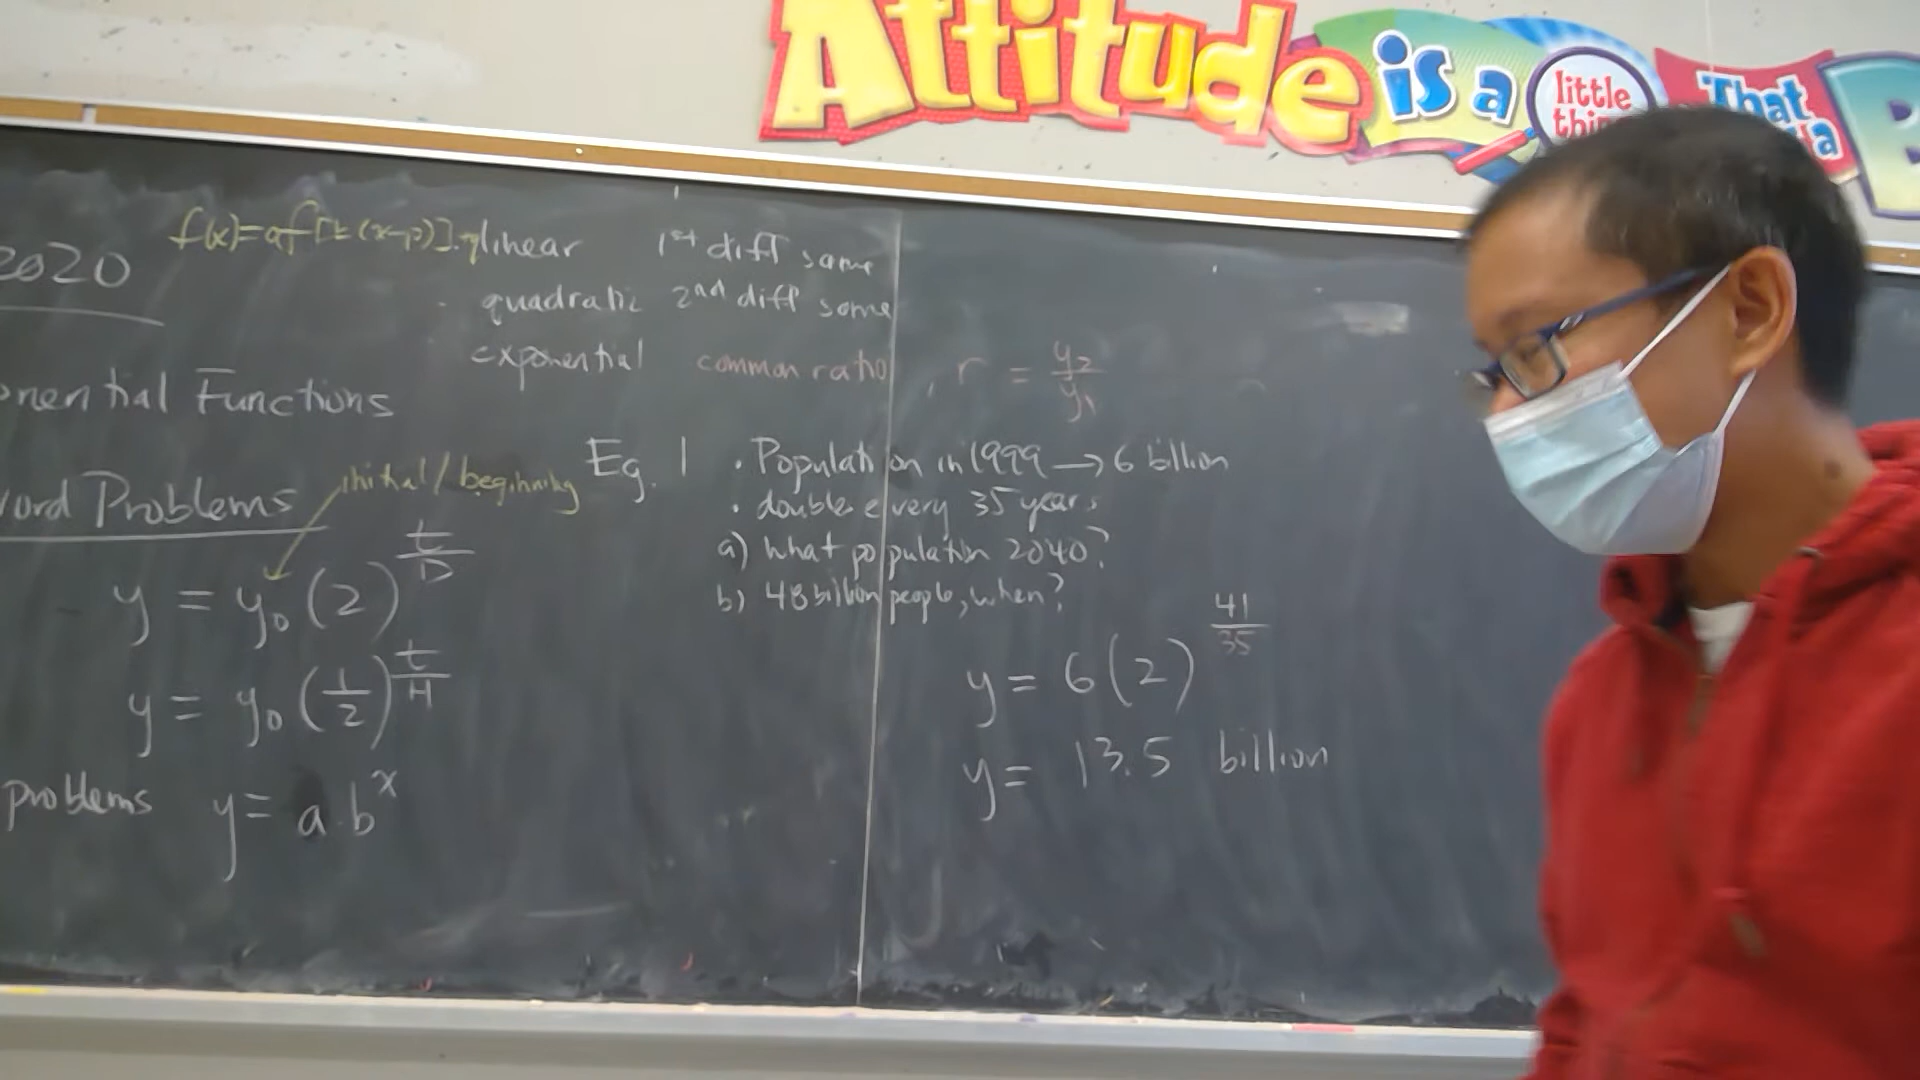 Attitude is a little That
2020
f(x)=af[k(x-p)]+q
linear 1st diff same
quadratic 2nd diff same
exponential common ratio, r = y2/y1
onential Functions
Word Problems
initial/beginning
y = y0 (2)^(t/D)
y = y0 (1/2)^(t/H)
problems y = a·b^x
Eg. 1 · Population in 1999 → 6 billion
· doubles every 35 years
a) What population 2040?
b) 48 billion people, when?
y = 6(2)^(41/35)
y = 13.5 billion